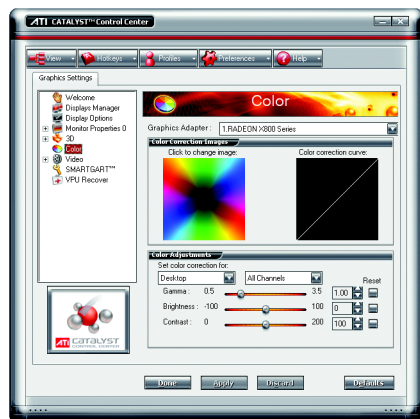 ATI CATALYST™ Control Center
View Hotkeys Profiles Preferences Help
Graphics Settings
Welcome
Displays Manager
Display Options
Monitor Properties 0
3D
Color
Video
SMARTGART™
VPU Recover
Color
Graphics Adapter : 1.RADEON X800 Series
Color Correction Images
Click to change image: Color correction curve:
Color Adjustments
Set color correction for:
Desktop All Channels Reset
Gamma : 0.5 3.5 1.00
Brightness : -100 100 0
Contrast : 0 200 100
ATI CATALYST
CONTROL CENTER
Done Apply Discard Defaults